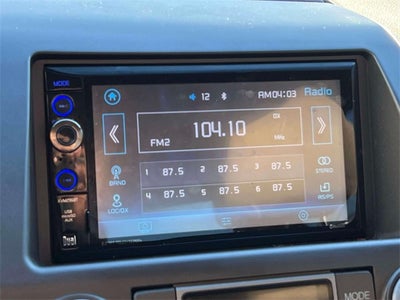 MODE
12 AM04:03 Radio
DX
104.10
FM2 MHz
BAND
1 87.5 2 87.5 3 87.5
STEREO
4 87.5 5 87.5 6 87.5
LOC/DX
AS/PS
Dual
MODE